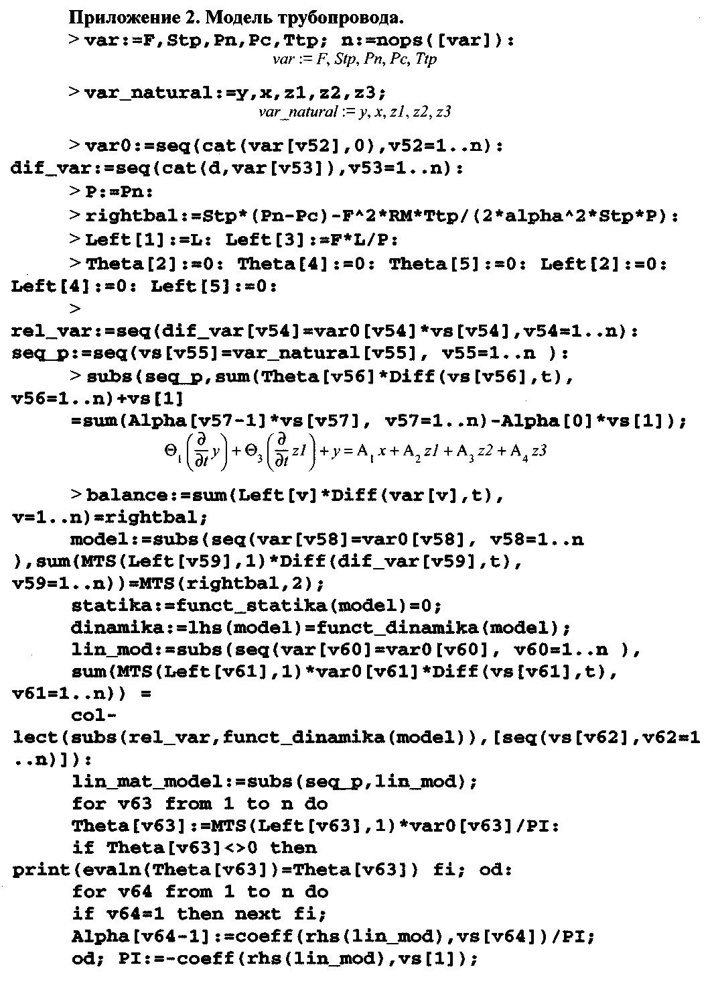 Приложение 2. Модель трубопровода.
>var:=F,Stp,Pn,Pc,Ttp; n:=nops([var]):
var := F, Stp, Pn, Pc, Ttp
>var_natural:=y,x,z1,z2,z3;
var_natural := y, x, z1, z2, z3
>var0:=seq(cat(var[v52],0),v52=1..n):
dif_var:=seq(cat(d,var[v53]),v53=1..n):
>P:=Pn:
>rightbal:=Stp*(Pn-Pc)-F^2*RM*Ttp/(2*alpha^2*Stp*P):
>Left[1]:=L: Left[3]:=F*L/P:
>Theta[2]:=0: Theta[4]:=0: Theta[5]:=0: Left[2]:=0:
Left[4]:=0: Left[5]:=0:
>
rel_var:=seq(dif_var[v54]=var0[v54]*vs[v54],v54=1..n):
seq_p:=seq(vs[v55]=var_natural[v55], v55=1..n ):
>subs(seq_p,sum(Theta[v56]*Diff(vs[v56],t),
v56=1..n)+vs[1]
=sum(Alpha[v57-1]*vs[v57], v57=1..n)-Alpha[0]*vs[1]);
Θ₁(∂/∂t y) + Θ₃(∂/∂t z1) + y = A₁ x + A₂ z1 + A₃ z2 + A₄ z3
>balance:=sum(Left[v]*Diff(var[v],t),
v=1..n)=rightbal;
model:=subs(seq(var[v58]=var0[v58], v58=1..n
),sum(MTS(Left[v59],1)*Diff(dif_var[v59],t),
v59=1..n))=MTS(rightbal,2);
statika:=funct_statika(model)=0;
dinamika:=lhs(model)=funct_dinamika(model);
lin_mod:=subs(seq(var[v60]=var0[v60], v60=1..n ),
sum(MTS(Left[v61],1)*var0[v61]*Diff(vs[v61],t),
v61=1..n)) =
col-
lect(subs(rel_var,funct_dinamika(model)),[seq(vs[v62],v62=1
..n)]):
lin_mat_model:=subs(seq_p,lin_mod);
for v63 from 1 to n do
Theta[v63]:=MTS(Left[v63],1)*var0[v63]/PI:
if Theta[v63]<>0 then
print(evaln(Theta[v63])=Theta[v63]) fi; od:
for v64 from 1 to n do
if v64=1 then next fi;
Alpha[v64-1]:=coeff(rhs(lin_mod),vs[v64])/PI;
od; PI:=-coeff(rhs(lin_mod),vs[1]);